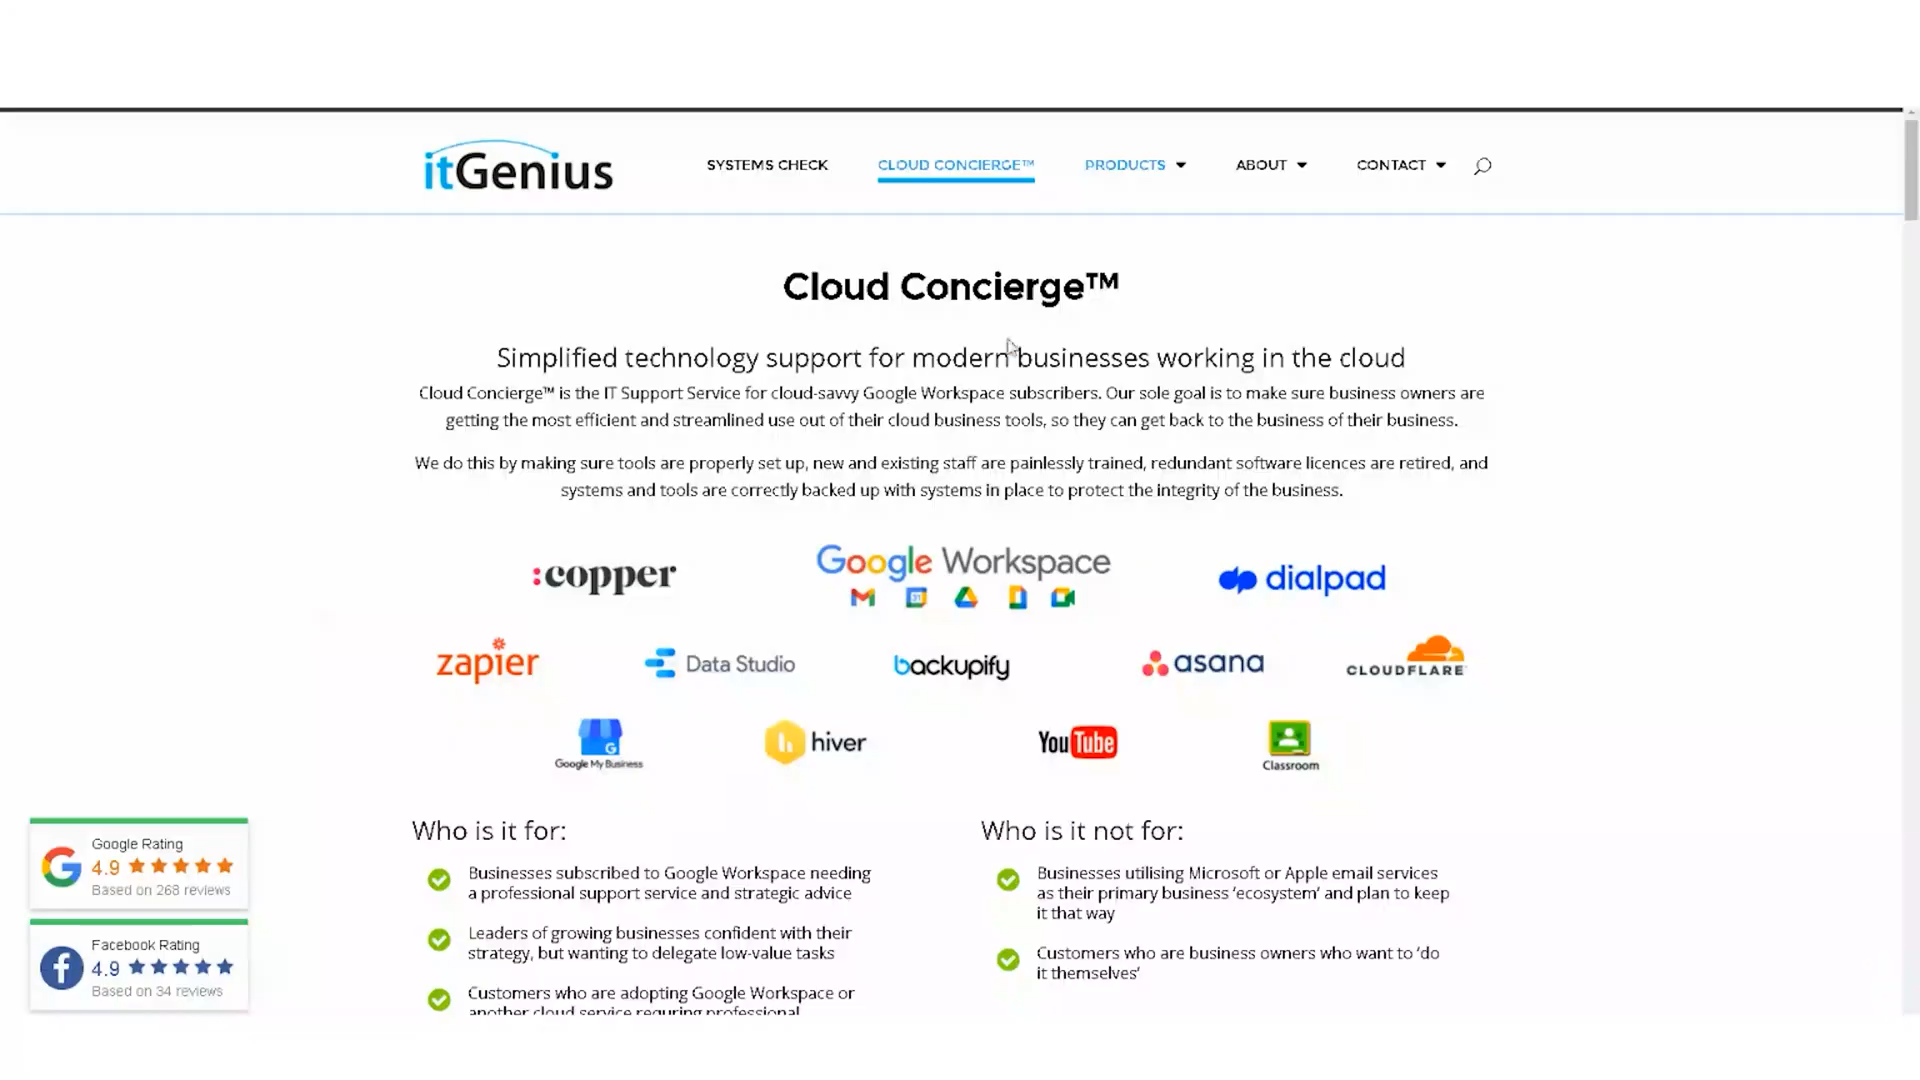 itGenius
SYSTEMS CHECK
CLOUD CONCIERGE™
PRODUCTS
ABOUT
CONTACT
Cloud Concierge™
Simplified technology support for modern businesses working in the cloud
Cloud Concierge™ is the IT Support Service for cloud-savvy Google Workspace subscribers. Our sole goal is to make sure business owners are
getting the most efficient and streamlined use out of their cloud business tools, so they can get back to the business of their business.
We do this by making sure tools are properly set up, new and existing staff are painlessly trained, redundant software licences are retired, and
systems and tools are correctly backed up with systems in place to protect the integrity of the business.
:copper
Google Workspace
31
dialpad
zapier
Data Studio
backupify
asana
CLOUDFLARE
G
Google My Business
hiver
YouTube
Classroom
Who is it for:
Businesses subscribed to Google Workspace needing
a professional support service and strategic advice
Leaders of growing businesses confident with their
strategy, but wanting to delegate low-value tasks
Customers who are adopting Google Workspace or
another cloud service requring professional
Who is it not for:
Businesses utilising Microsoft or Apple email services
as their primary business ‘ecosystem’ and plan to keep
it that way
Customers who are business owners who want to ‘do
it themselves’
Google Rating
4.9
Based on 268 reviews
Facebook Rating
4.9
Based on 34 reviews